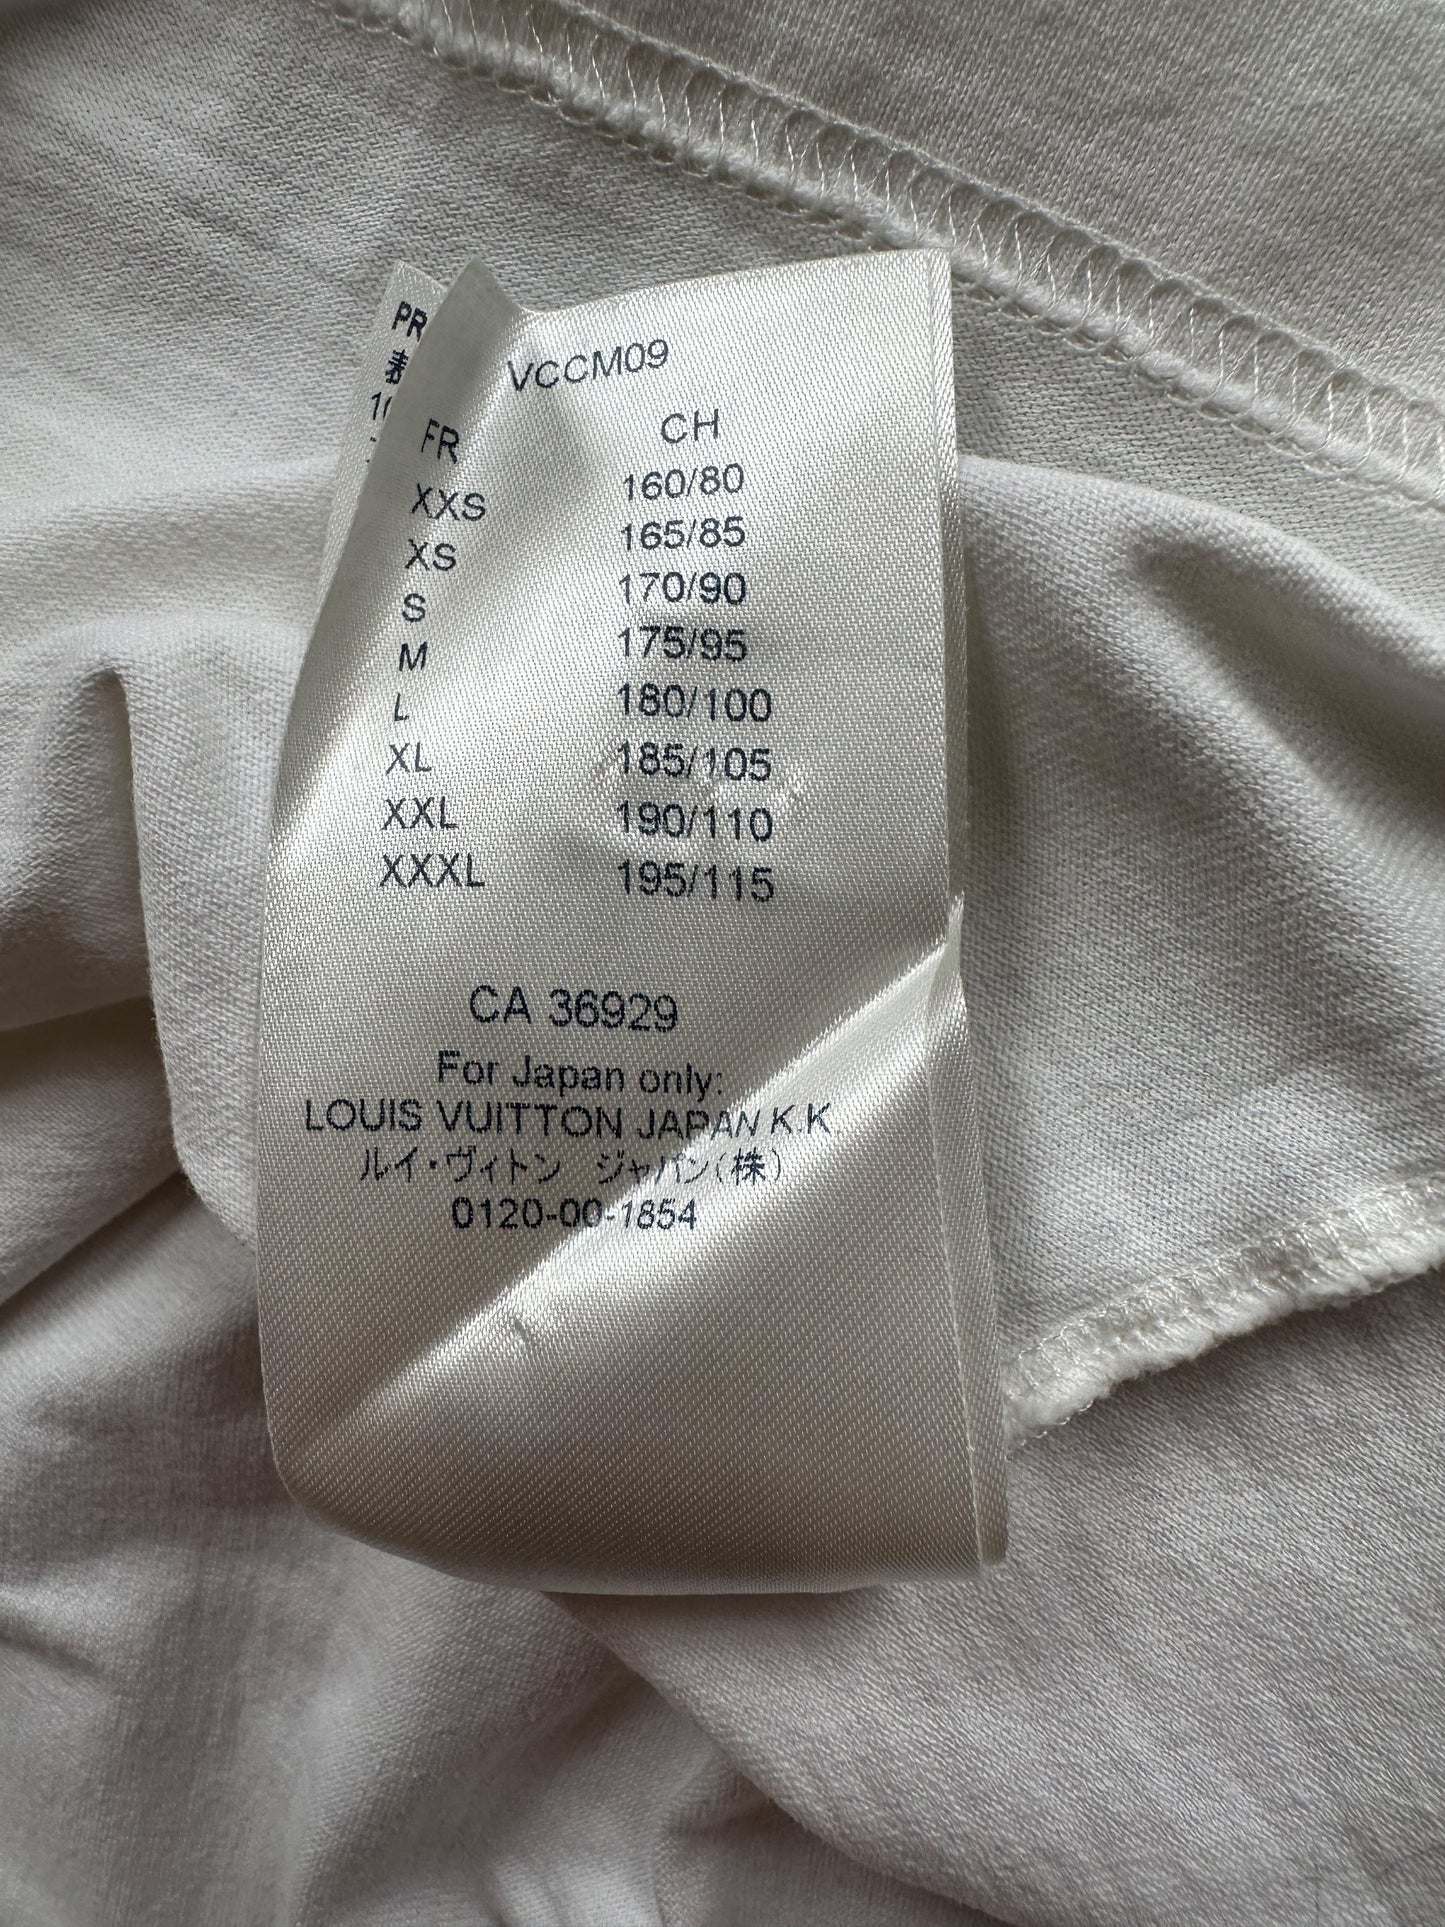 PR
VCCM09
FR CH
XXS 160/80
XS 165/85
S 170/90
M 175/95
L 180/100
XL 185/105
XXL 190/110
XXXL 195/115
CA 36929
For Japan only:
LOUIS VUITTON JAPAN K.K
ルイ・ヴィトン ジャパン(株)
0120-00-1854